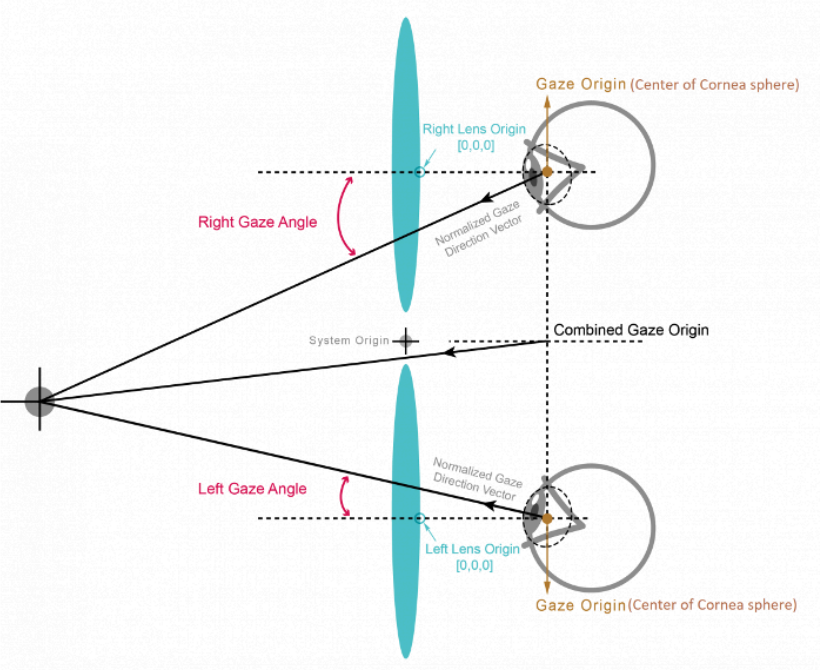 Gaze Origin (Center of Cornea sphere)
Right Lens Origin
[0,0,0]
Right Gaze Angle
Normalized Gaze
Direction Vector
System Origin
Combined Gaze Origin
Normalized Gaze
Direction Vector
Left Gaze Angle
Left Lens Origin
[0,0,0]
Gaze Origin (Center of Cornea sphere)